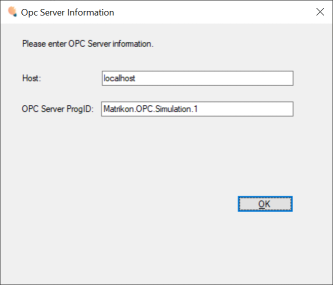 Opc Server Information
Please enter OPC Server information.
Host: localhost
OPC Server ProgID: Matrikon.OPC.Simulation.1
OK